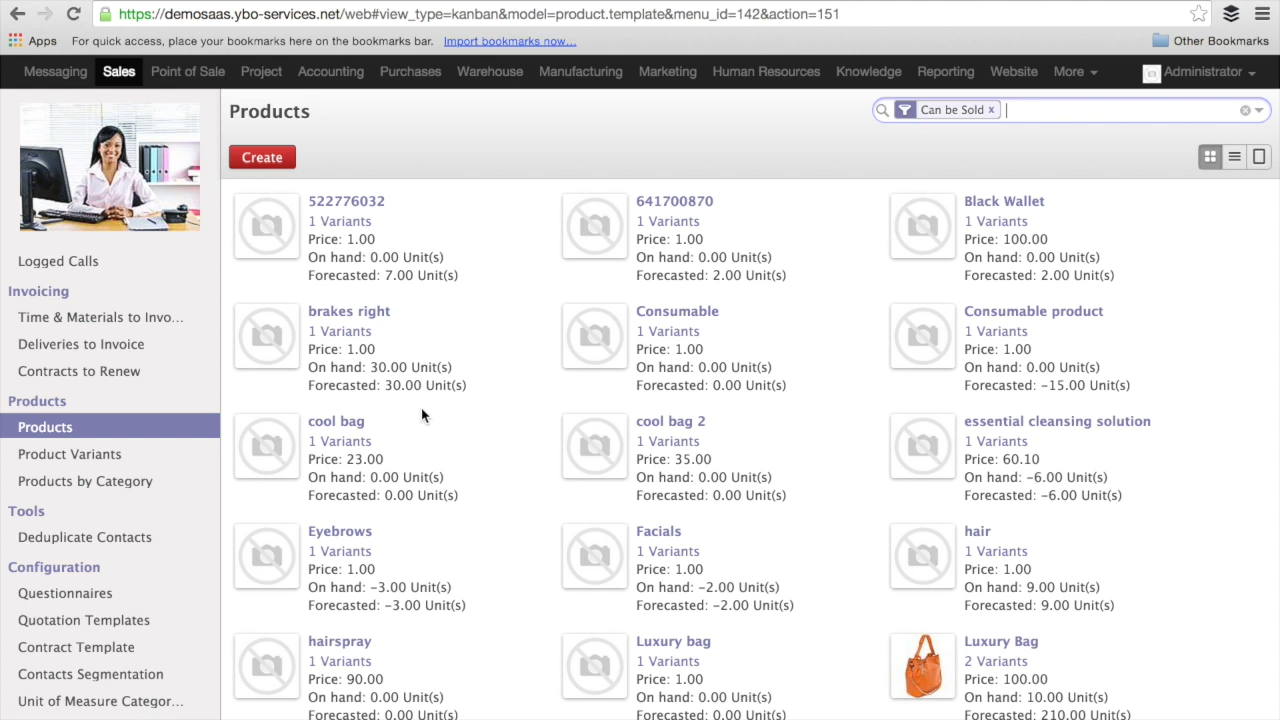 https://demosaas.ybo-services.net/web#view_type=kanban&model=product.template&menu_id=142&action=151
Apps For quick access, place your bookmarks here on the bookmarks bar. Import bookmarks now... Other Bookmarks
Messaging Sales Point of Sale Project Accounting Purchases Warehouse Manufacturing Marketing Human Resources Knowledge Reporting Website More Administrator
Products
Can be Sold x
Create
Logged Calls
Invoicing
Time & Materials to Invo...
Deliveries to Invoice
Contracts to Renew
Products
Products
Product Variants
Products by Category
Tools
Deduplicate Contacts
Configuration
Questionnaires
Quotation Templates
Contract Template
Contacts Segmentation
Unit of Measure Categor...
522776032
1 Variants
Price: 1.00
On hand: 0.00 Unit(s)
Forecasted: 7.00 Unit(s)
641700870
1 Variants
Price: 1.00
On hand: 0.00 Unit(s)
Forecasted: 2.00 Unit(s)
Black Wallet
1 Variants
Price: 100.00
On hand: 0.00 Unit(s)
Forecasted: 2.00 Unit(s)
brakes right
1 Variants
Price: 1.00
On hand: 30.00 Unit(s)
Forecasted: 30.00 Unit(s)
Consumable
1 Variants
Price: 1.00
On hand: 0.00 Unit(s)
Forecasted: 0.00 Unit(s)
Consumable product
1 Variants
Price: 1.00
On hand: 0.00 Unit(s)
Forecasted: -15.00 Unit(s)
cool bag
1 Variants
Price: 23.00
On hand: 0.00 Unit(s)
Forecasted: 0.00 Unit(s)
cool bag 2
1 Variants
Price: 35.00
On hand: 0.00 Unit(s)
Forecasted: 0.00 Unit(s)
essential cleansing solution
1 Variants
Price: 60.10
On hand: -6.00 Unit(s)
Forecasted: -6.00 Unit(s)
Eyebrows
1 Variants
Price: 1.00
On hand: -3.00 Unit(s)
Forecasted: -3.00 Unit(s)
Facials
1 Variants
Price: 1.00
On hand: -2.00 Unit(s)
Forecasted: -2.00 Unit(s)
hair
1 Variants
Price: 1.00
On hand: 9.00 Unit(s)
Forecasted: 9.00 Unit(s)
hairspray
1 Variants
Price: 90.00
On hand: 0.00 Unit(s)
Forecasted: 0.00 Unit(s)
Luxury bag
1 Variants
Price: 1.00
On hand: 0.00 Unit(s)
Forecasted: 0.00 Unit(s)
Luxury Bag
2 Variants
Price: 100.00
On hand: 10.00 Unit(s)
Forecasted: 210.00 Unit(s)